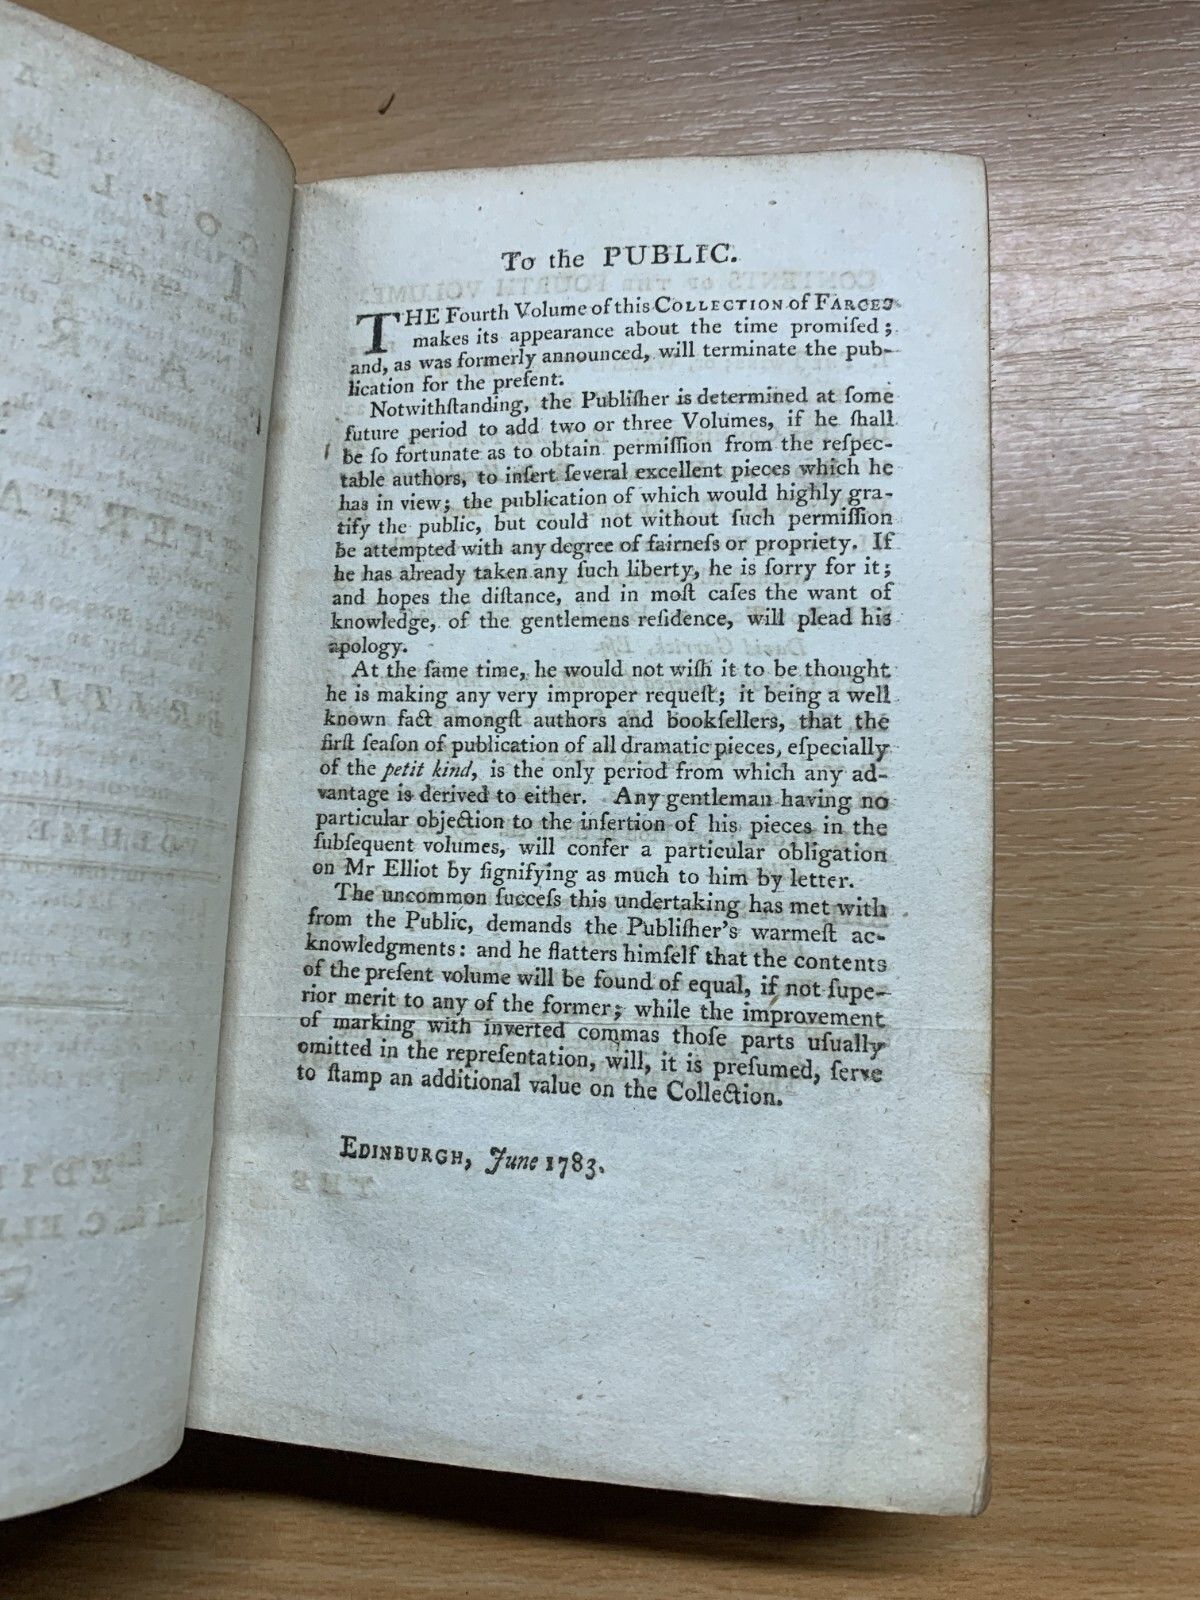 To the PUBLIC.
THE Fourth Volume of this COLLECTION of FARCES
makes its appearance about the time promiſed;
and, as was formerly announced, will terminate the pub-
lication for the preſent.
Notwithſtanding, the Publiſher is determined at ſome
future period to add two or three Volumes, if he ſhall
be ſo fortunate as to obtain permiſſion from the reſpec-
table authors, to inſert ſeveral excellent pieces which he
has in view; the publication of which would highly gra-
tify the public, but could not without ſuch permiſſion
be attempted with any degree of fairneſs or propriety. If
he has already taken any ſuch liberty, he is ſorry for it;
and hopes the diſtance, and in moſt caſes the want of
knowledge, of the gentlemens reſidence, will plead his
apology.
At the ſame time, he would not wiſh it to be thought
he is making any very improper requeſt; it being a well
known fact amongſt authors and bookſellers, that the
firſt ſeaſon of publication of all dramatic pieces, eſpecially
of the petit kind, is the only period from which any ad-
vantage is derived to either. Any gentleman having no
particular objection to the inſertion of his pieces in the
ſubſequent volumes, will confer a particular obligation
on Mr Elliot by ſignifying as much to him by letter.
The uncommon ſucceſs this undertaking has met with
from the Public, demands the Publiſher's warmeſt ac-
knowledgments: and he flatters himſelf that the contents
of the preſent volume will be found of equal, if not ſupe-
rior merit to any of the former; while the improvement
of marking with inverted commas thoſe parts uſually
omitted in the repreſentation, will, it is preſumed, ſerve
to ſtamp an additional value on the Collection.
EDINBURGH, June 1783.